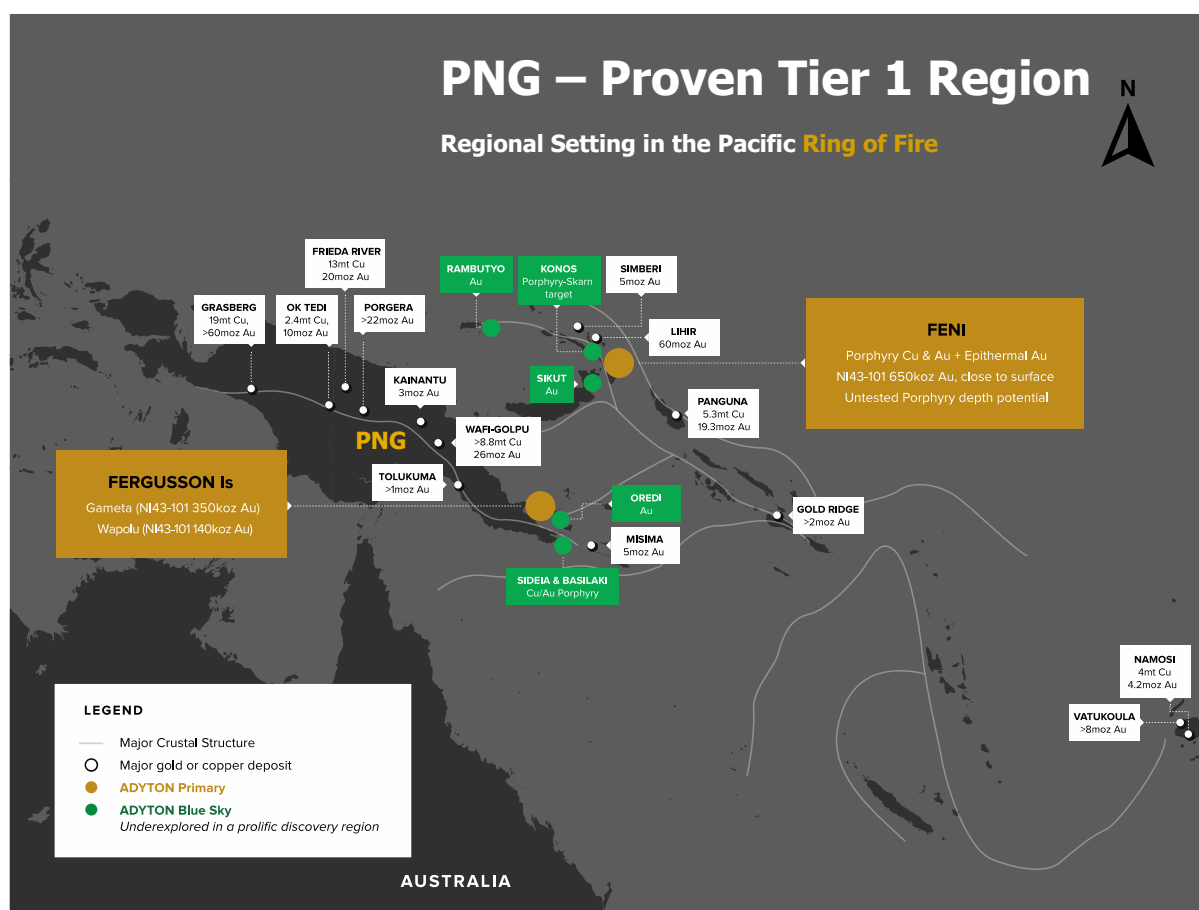 PNG – Proven Tier 1 Region
N
Regional Setting in the Pacific Ring of Fire
FRIEDA RIVER
13mt Cu
20moz Au
GRASBERG
19mt Cu,
>60moz Au
OK TEDI
2.4mt Cu,
10moz Au
PORGERA
>22moz Au
RAMBUTYO
Au
KONOS
Porphyry-Skarn
target
SIMBERI
5moz Au
LIHIR
60moz Au
FENI
Porphyry Cu & Au + Epithermal Au
NI43-101 650koz Au, close to surface
Untested Porphyry depth potential
KAINANTU
3moz Au
SIKUT
Au
PANGUNA
5.3mt Cu
19.3moz Au
WAFI-GOLPU
>8.8mt Cu
26moz Au
PNG
TOLUKUMA
>1moz Au
FERGUSSON Is
Gameta (NI43-101 350koz Au)
Wapolu (NI43-101 140koz Au)
OREDI
Au
GOLD RIDGE
>2moz Au
MISIMA
5moz Au
SIDEIA & BASILAKI
Cu/Au Porphyry
NAMOSI
4mt Cu
4.2moz Au
VATUKOULA
>8moz Au
LEGEND
Major Crustal Structure
Major gold or copper deposit
ADYTON Primary
ADYTON Blue Sky
Underexplored in a prolific discovery region
AUSTRALIA